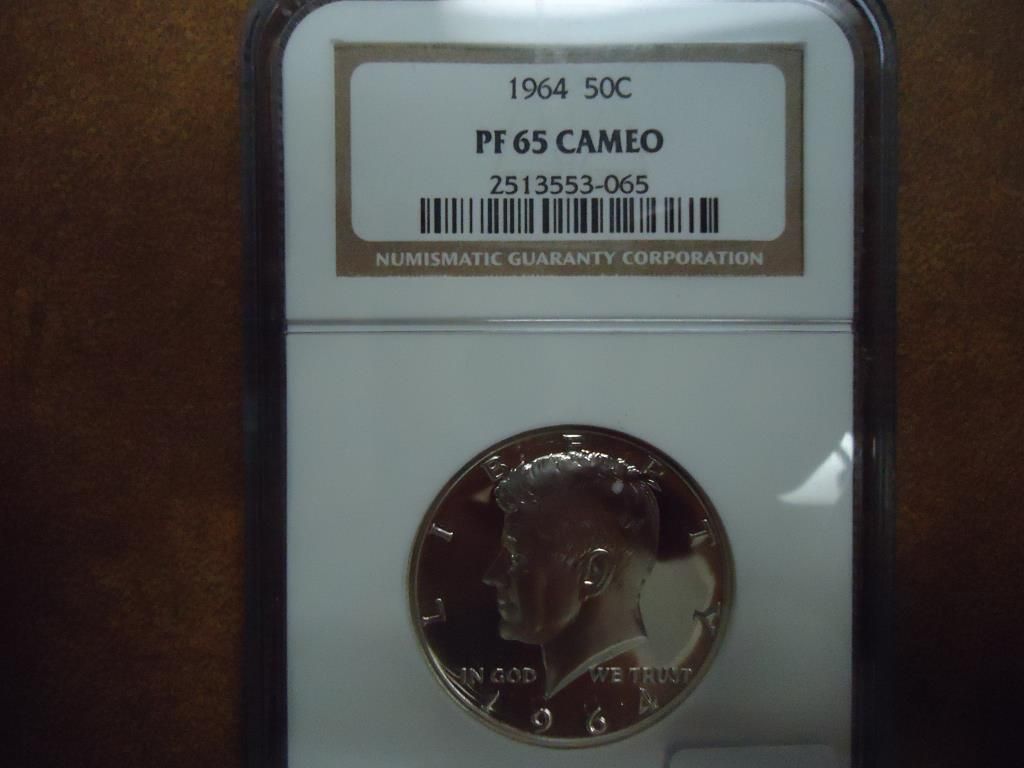 1964 50C
PF 65 CAMEO
2513553-065
NUMISMATIC GUARANTY CORPORATION
LIBERTY
IN GOD WE TRUST
1964